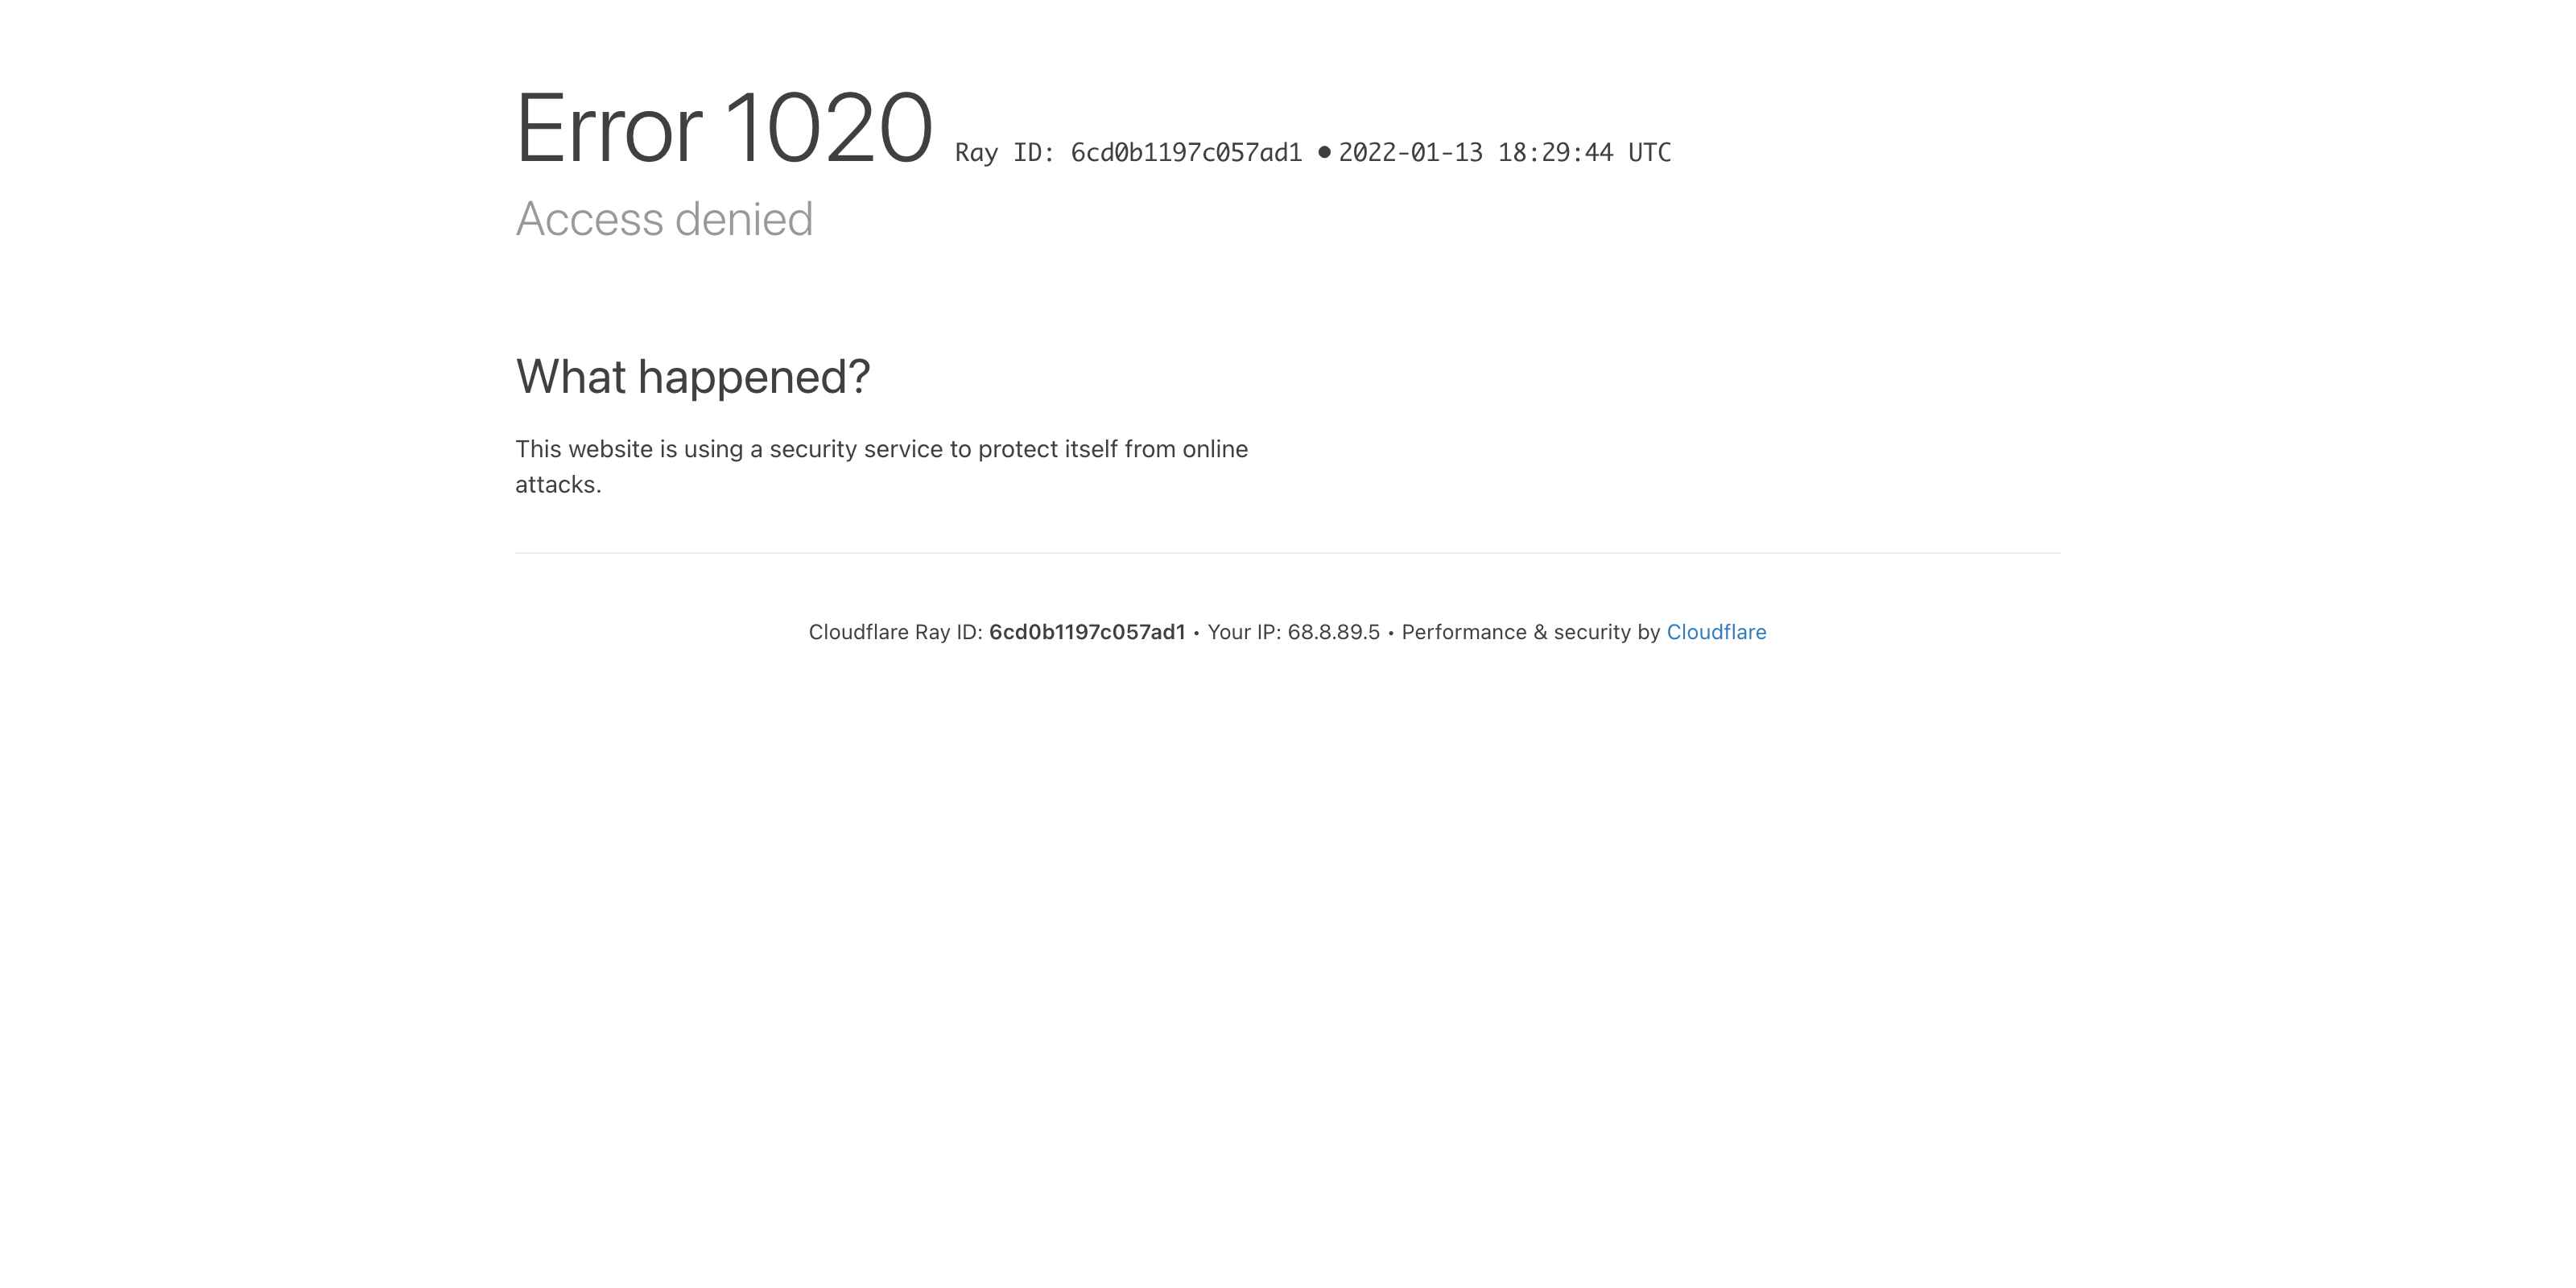 Error 1020 Ray ID: 6cd0b1197c057ad1 • 2022-01-13 18:29:44 UTC
Access denied
What happened?
This website is using a security service to protect itself from online
attacks.
Cloudflare Ray ID: 6cd0b1197c057ad1 • Your IP: 68.8.89.5 • Performance & security by Cloudflare